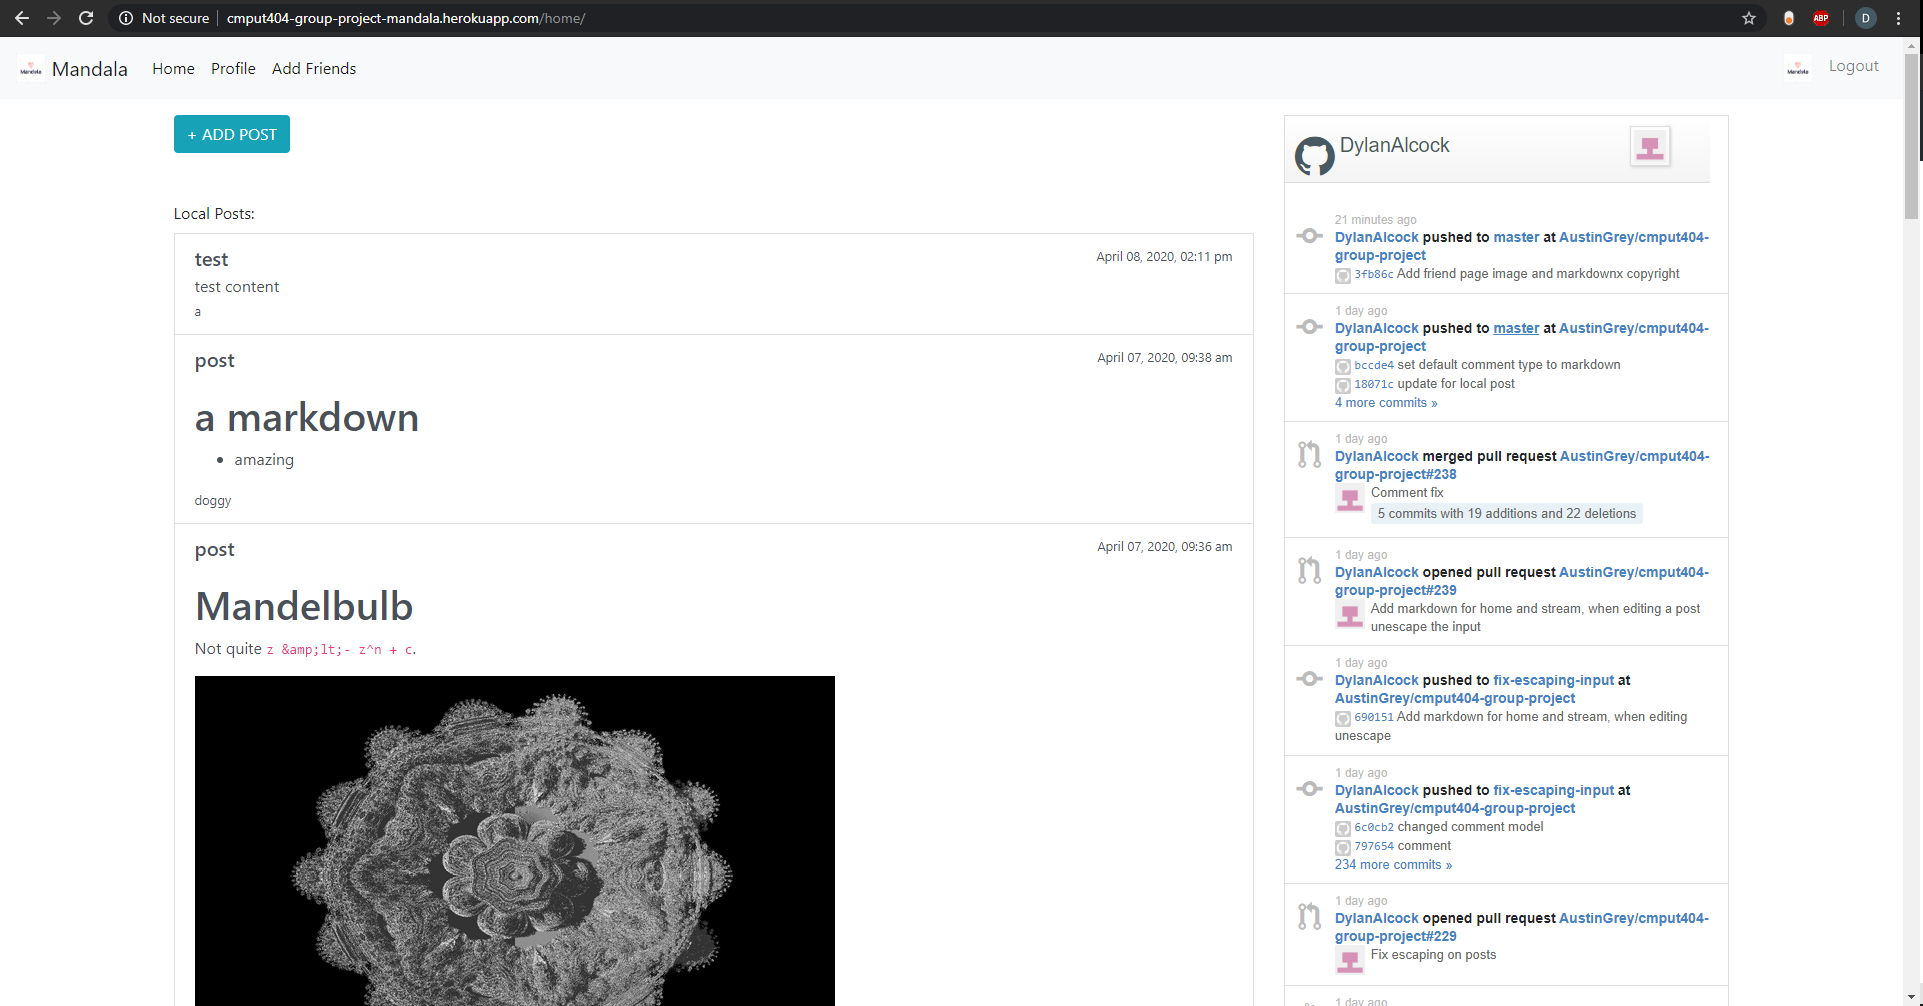 Not secure cmput404-group-project-mandala.herokuapp.com/home/
ABP
D
Mandala Mandala Home Profile Add Friends
Mandala Logout
+ ADD POST
Local Posts:
test April 08, 2020, 02:11 pm
test content
a
post April 07, 2020, 09:38 am
a markdown
• amazing
doggy
post April 07, 2020, 09:36 am
Mandelbulb
Not quite z &amp;lt;- z^n + c.
DylanAlcock
21 minutes ago
DylanAlcock pushed to master at AustinGrey/cmput404-
group-project
3fb86c Add friend page image and markdownx copyright
1 day ago
DylanAlcock pushed to master at AustinGrey/cmput404-
group-project
bccde4 set default comment type to markdown
18071c update for local post
4 more commits »
1 day ago
DylanAlcock merged pull request AustinGrey/cmput404-
group-project#238
Comment fix
5 commits with 19 additions and 22 deletions
1 day ago
DylanAlcock opened pull request AustinGrey/cmput404-
group-project#239
Add markdown for home and stream, when editing a post
unescape the input
1 day ago
DylanAlcock pushed to fix-escaping-input at
AustinGrey/cmput404-group-project
690151 Add markdown for home and stream, when editing
unescape
1 day ago
DylanAlcock pushed to fix-escaping-input at
AustinGrey/cmput404-group-project
6c0cb2 changed comment model
797654 comment
234 more commits »
1 day ago
DylanAlcock opened pull request AustinGrey/cmput404-
group-project#229
Fix escaping on posts
1 day ago